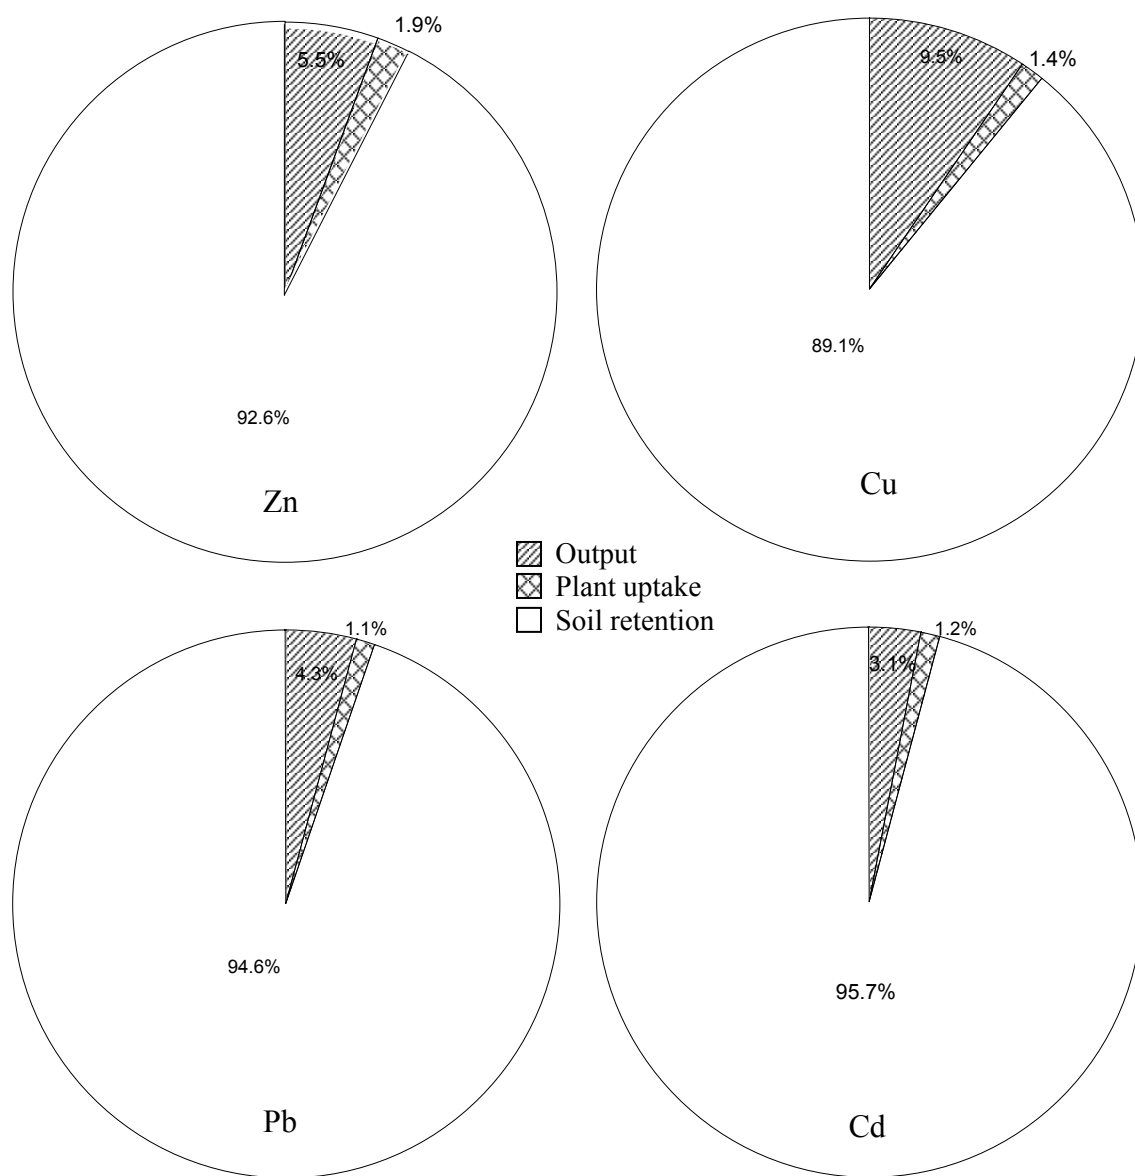 1.9%
5.5%
92.6%
Zn
9.5%
1.4%
89.1%
Cu
Output
Plant uptake
Soil retention
1.1%
4.3%
94.6%
Pb
1.2%
3.1%
95.7%
Cd